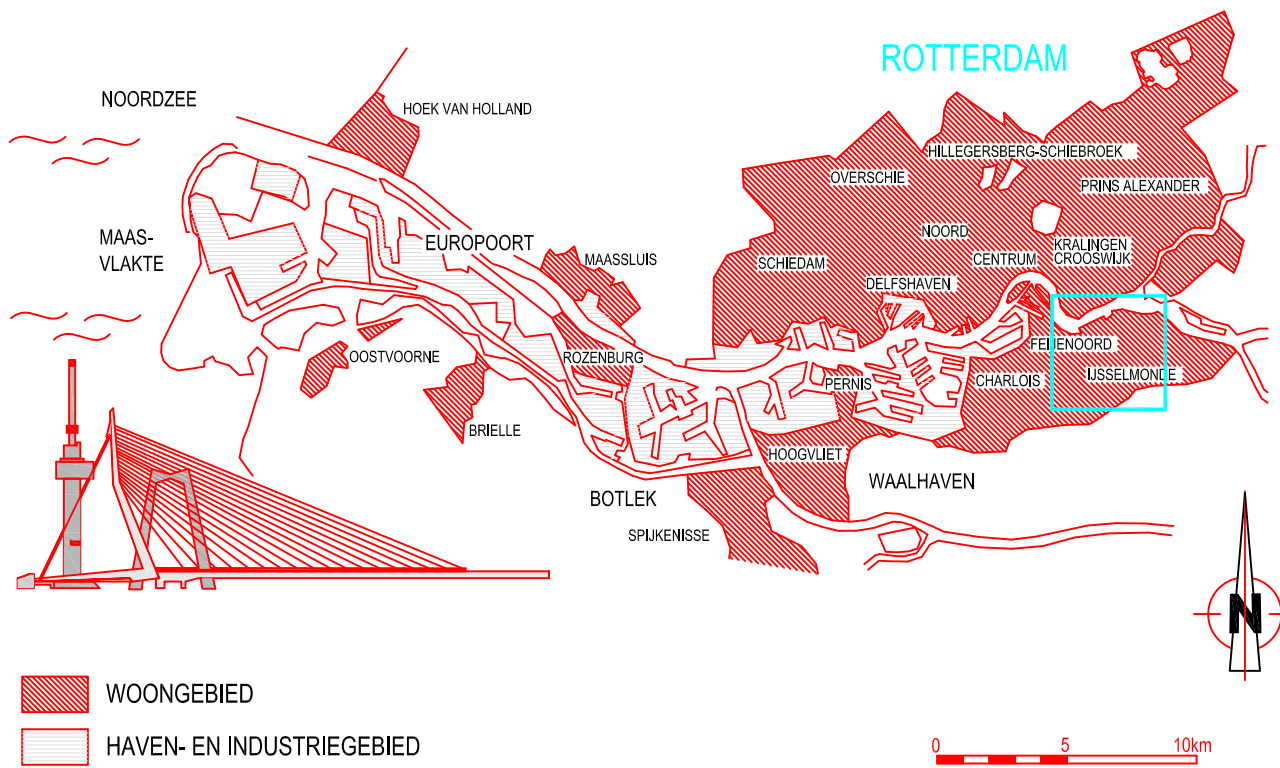 ROTTERDAM
NOORDZEE
HOEK VAN HOLLAND
HILLEGERSBERG-SCHIEBROEK
OVERSCHIE
PRINS ALEXANDER
MAAS-
VLAKTE
EUROPOORT
MAASSLUIS
SCHIEDAM
NOORD
CENTRUM
KRALINGEN
CROOSWIJK
DELFSHAVEN
OOSTVOORNE
ROZENBURG
FEIJENOORD
PERNIS
CHARLOIS
IJSSELMONDE
BRIELLE
HOOGVLIET
WAALHAVEN
BOTLEK
SPIJKENISSE
N
WOONGEBIED
HAVEN- EN INDUSTRIEGEBIED
0 5 10km